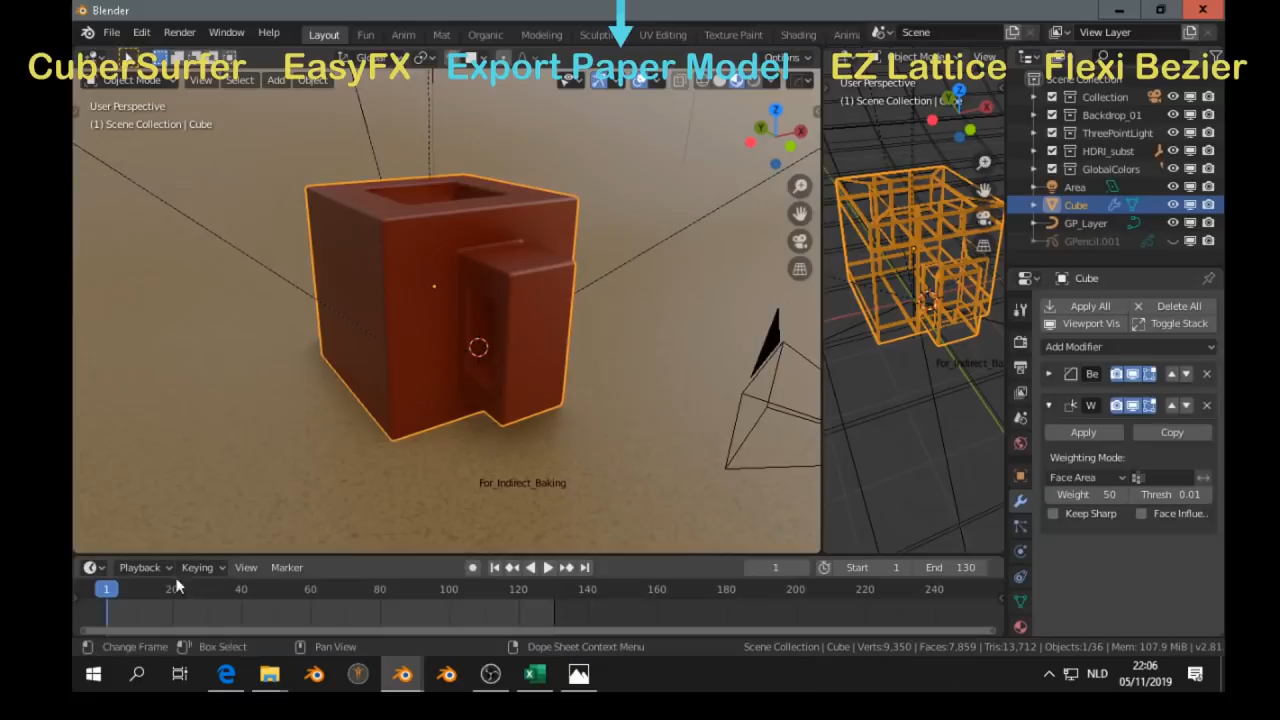 Blender
File Edit Render Window Help Layout Fun Anim Mat Organic Modeling Sculpti UV Editing Texture Paint Shading Anima Scene View Layer
CuberSurfer EasyFX Export Paper Model EZ Lattice Flexi Bezier
Global Options
Object Mode View Select Add Object
User Perspective
(1) Scene Collection | Cube
User Perspective
(1) Scene Collection | Cube
Scene Collection
Collection
Backdrop_01
ThreePointLight
HDRI_subst
GlobalColors
Area
Cube
GP_Layer
GPencil.001
Cube
Apply All Delete All
Viewport Vis Toggle Stack
Add Modifier
Be
W
Apply Copy
Weighting Mode:
Face Area
Weight 50 Thresh 0.01
Keep Sharp Face Influe..
For_Indirect_Baking
For_Indirect_Ba
Playback Keying View Marker 1 Start 1 End 130
1 20 40 60 80 100 120 140 160 180 200 220 240
Change Frame Box Select Pan View Dope Sheet Context Menu Scene Collection | Cube | Verts:9,350 | Faces:7,859 | Tris:13,712 | Objects:1/36 | Mem: 107.9 MiB | v2.81
NLD
22:06
05/11/2019